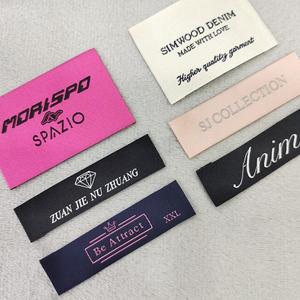 MORISPO
SPAZIO
SIMWOOD DENIM
MADE WITH LOVE
Higher quality garment
SJ COLLECTION
ZUAN JIE NU ZHUANG
Anim
Be Attract
XXL